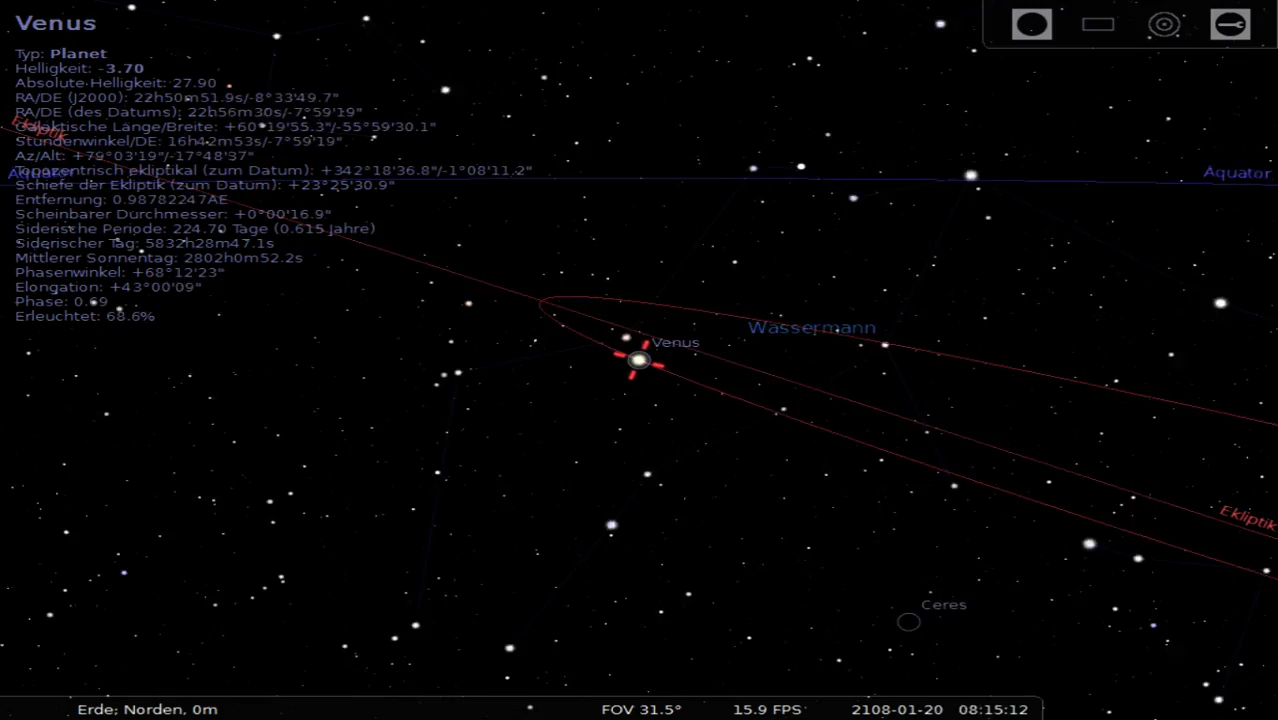 Venus
Typ: Planet
Helligkeit: -3.70
Absolute Helligkeit: 27.90
RA/DE (J2000): 22h50m51.9s/-8°33'49.7"
RA/DE (des Datums): 22h56m30s/-7°59'19"
Ekliptik
Galaktische Länge/Breite: +60°19'55.3"/-55°59'30.1"
Stundenwinkel/DE: 16h42m53s/-7°59'19"
Az/Alt: +79°03'19"/-17°48'37"
Topozentrisch ekliptikal (zum Datum): +342°18'36.8"/-1°08'11.2"
Äquator
Äquator
Schiefe der Ekliptik (zum Datum): +23°25'30.9"
Entfernung: 0.98782247AE
Scheinbarer Durchmesser: +0°00'16.9"
Siderische Periode: 224.70 Tage (0.615 Jahre)
Siderischer Tag: 5832h28m47.1s
Mittlerer Sonnentag: 2802h0m52.2s
Phasenwinkel: +68°12'23"
Elongation: +43°00'09"
Phase: 0.69
Erleuchtet: 68.6%
Wassermann
Venus
Ekliptik
Ceres
Erde; Norden, 0m FOV 31.5° 15.9 FPS 2108-01-20 08:15:12